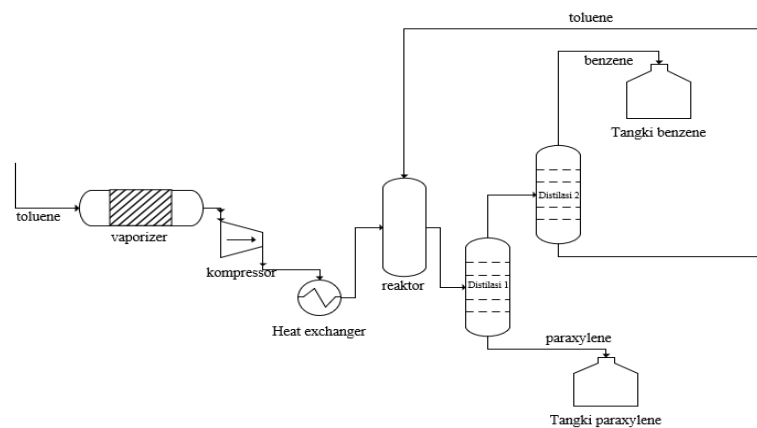 toluene
benzene
Tangki benzene
Distilasi 2
toluene
vaporizer
kompressor
reaktor
Distilasi 1
Heat exchanger
paraxylene
Tangki paraxylene